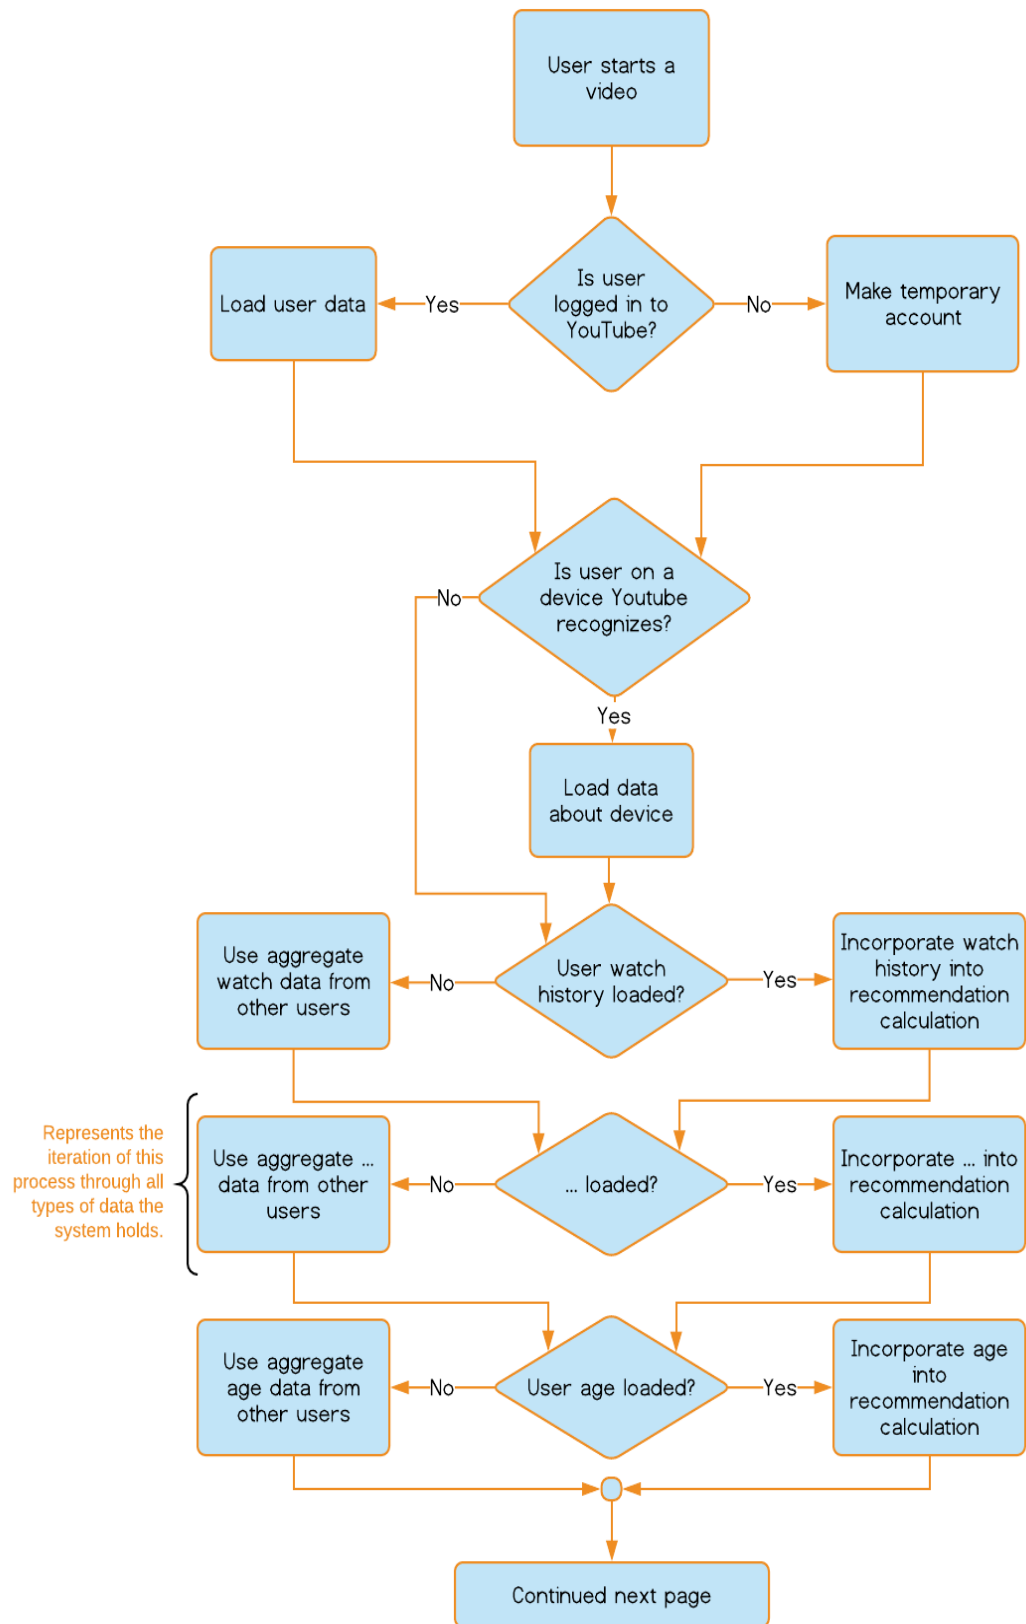 User starts a
video
Is user
logged in to
YouTube?
Yes
No
Load user data
Make temporary
account
Is user on a
device Youtube
recognizes?
No
Yes
Load data
about device
User watch
history loaded?
No
Yes
Use aggregate
watch data from
other users
Incorporate watch
history into
recommendation
calculation
Represents the
iteration of this
process through all
types of data the
system holds.
Use aggregate ...
data from other
users
No
... loaded?
Yes
Incorporate ... into
recommendation
calculation
Use aggregate
age data from
other users
No
User age loaded?
Yes
Incorporate age
into
recommendation
calculation
Continued next page